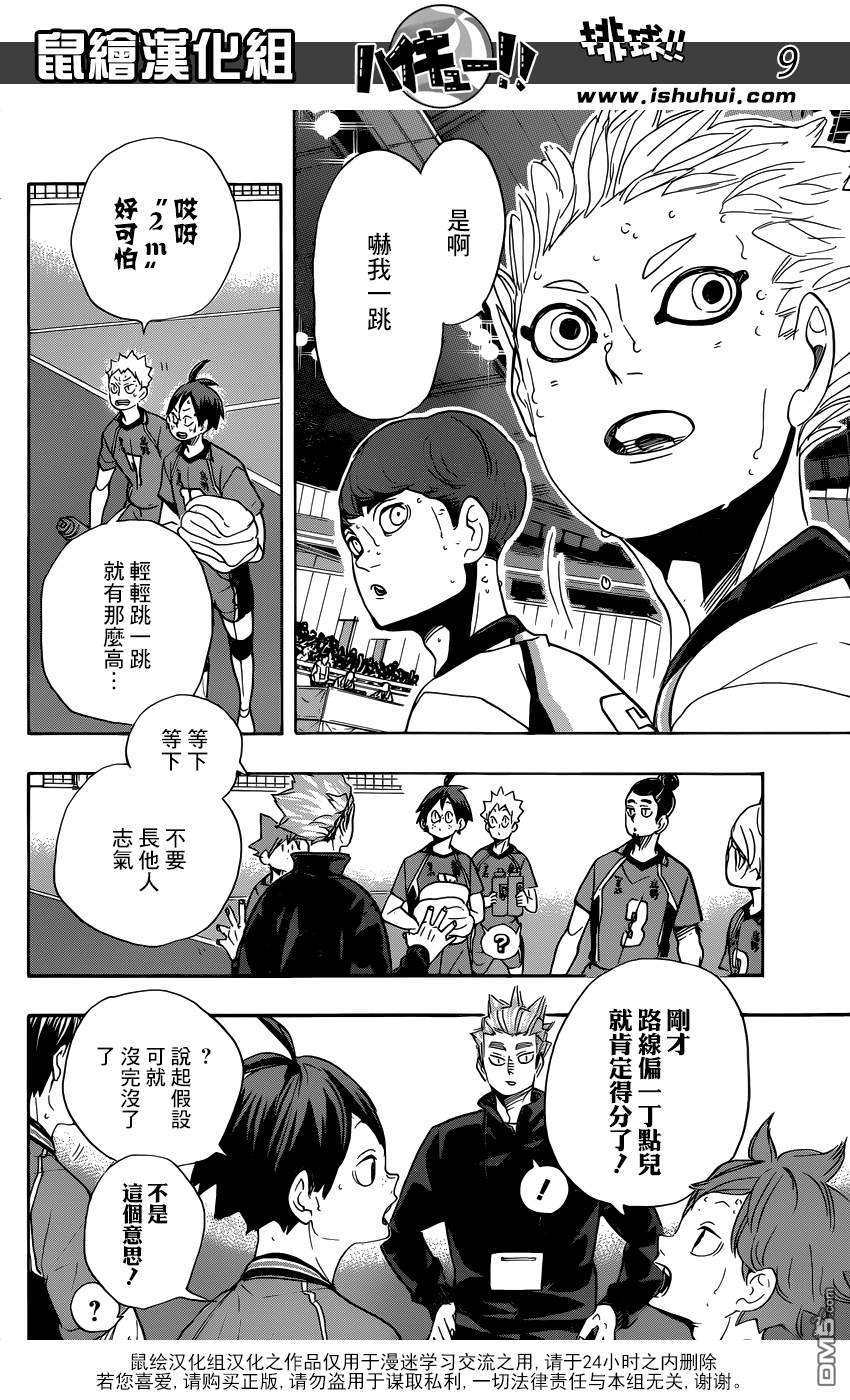 鼠繪漢化組
ハイキュー!!
排球!!
9
www.ishuhui.com
是啊
嚇我一跳
哎呀
"2m"
好可怕
輕輕跳一跳
就有那麼高…
等等
下下
不要
長他人
志氣
3
?
剛才
路線偏一丁點兒
就肯定得分了!
!
?
說起假設
可就
沒完沒
了
不是
這個意思!
?
DM5.com
鼠绘汉化组汉化之作品仅用于漫迷学习交流之用, 请于24小时之内删除
若您喜爱, 请购买正版, 请勿盗用于谋取私利, 一切法律责任与本组无关, 谢谢。